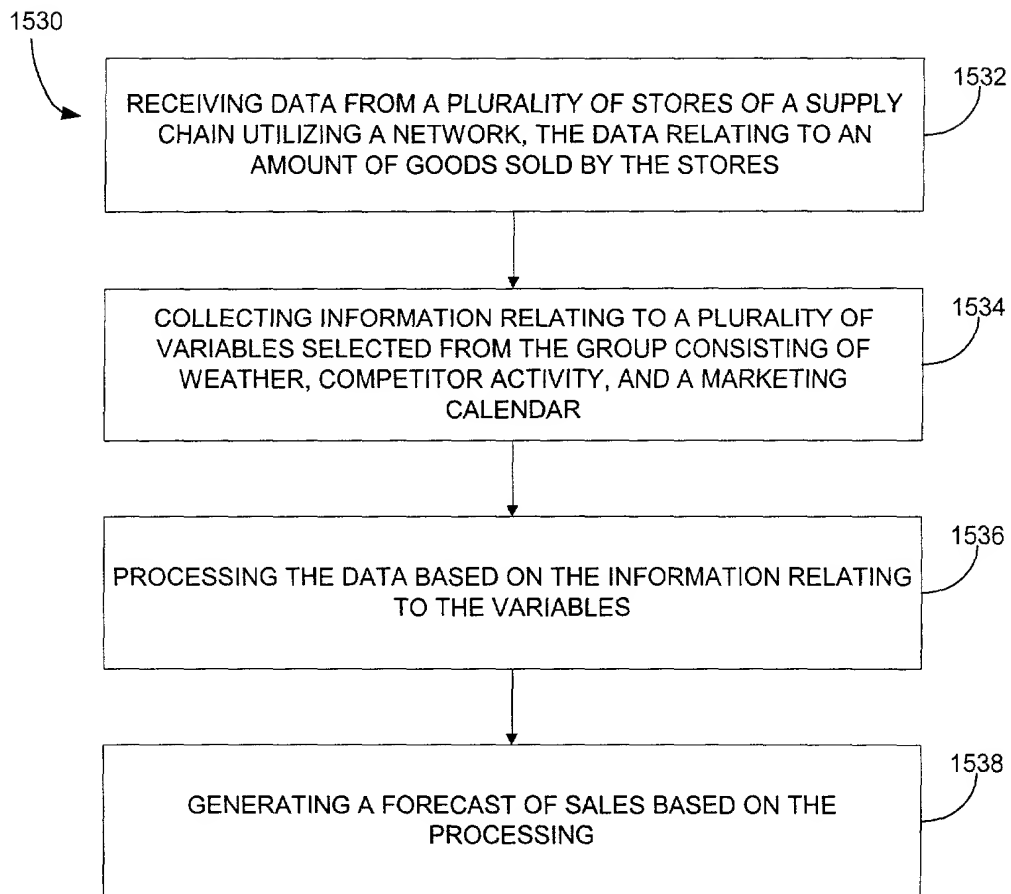 1530
1532
RECEIVING DATA FROM A PLURALITY OF STORES OF A SUPPLY
CHAIN UTILIZING A NETWORK, THE DATA RELATING TO AN
AMOUNT OF GOODS SOLD BY THE STORES
1534
COLLECTING INFORMATION RELATING TO A PLURALITY OF
VARIABLES SELECTED FROM THE GROUP CONSISTING OF
WEATHER, COMPETITOR ACTIVITY, AND A MARKETING
CALENDAR
1536
PROCESSING THE DATA BASED ON THE INFORMATION RELATING
TO THE VARIABLES
1538
GENERATING A FORECAST OF SALES BASED ON THE
PROCESSING